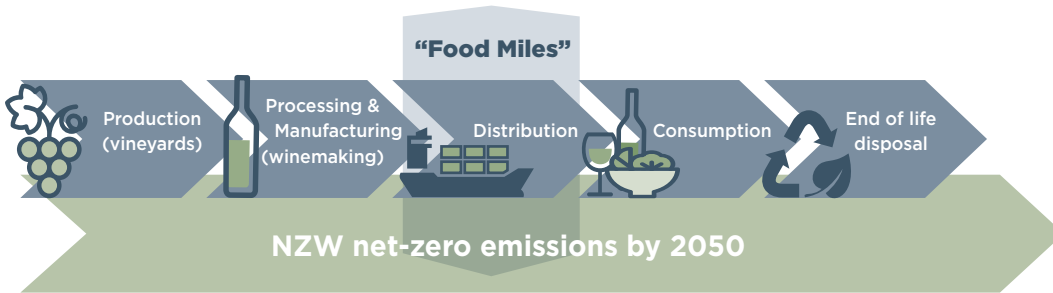 “Food Miles”
Production
(vineyards)
Processing &
Manufacturing
(winemaking)
Distribution
Consumption
End of life
disposal
NZW net-zero emissions by 2050